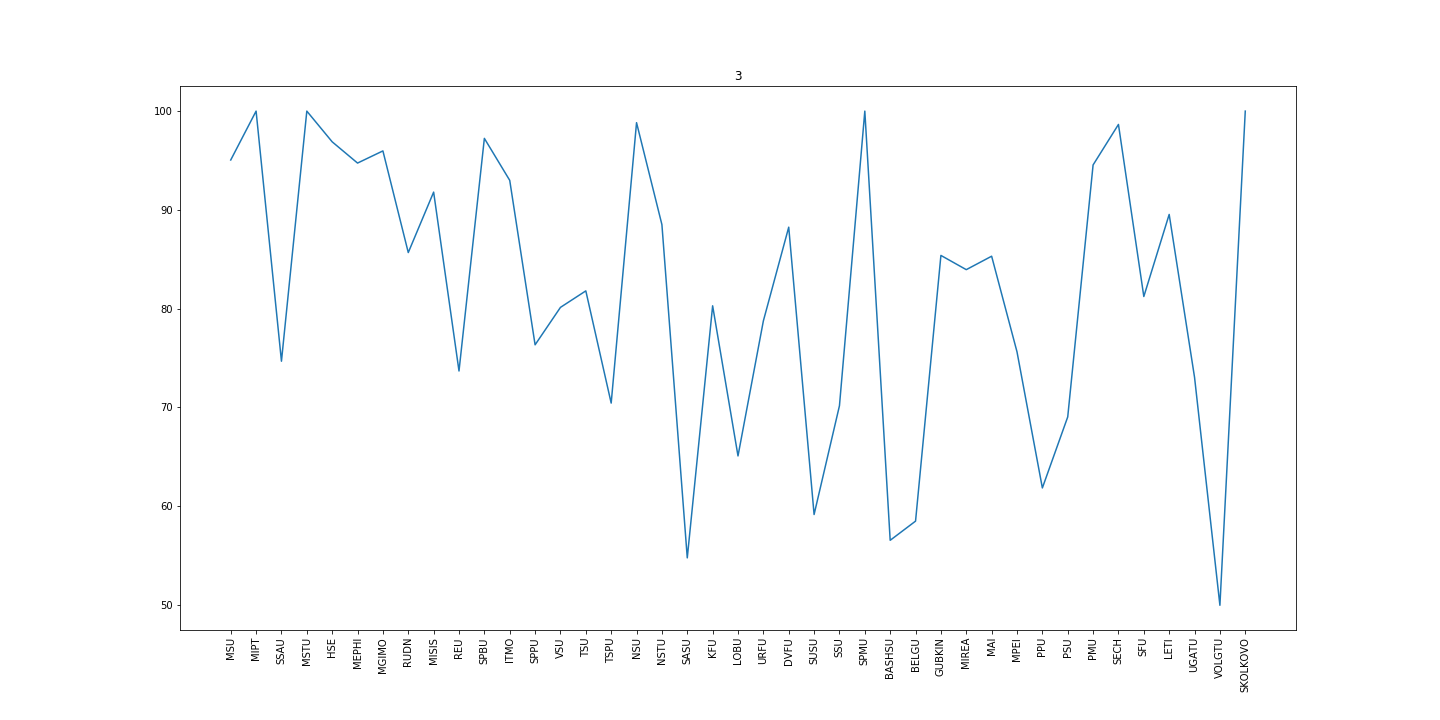 3
100
90
80
70
60
50
MSU
MIPT
SSAU
MSTU
HSE
MEPHI
MGIMO
RUDN
MISIS
REU
SPBU
ITMO
SPPU
VSU
TSU
TSPU
NSU
NSTU
SASU
KFU
LOBU
URFU
DVFU
SUSU
SSU
SPMU
BASHSU
BELGU
GUBKIN
MIREA
MAI
MPEI
PPU
PSU
PMU
SECH
SFU
LETI
UGATU
VOLGTU
SKOLKOVO